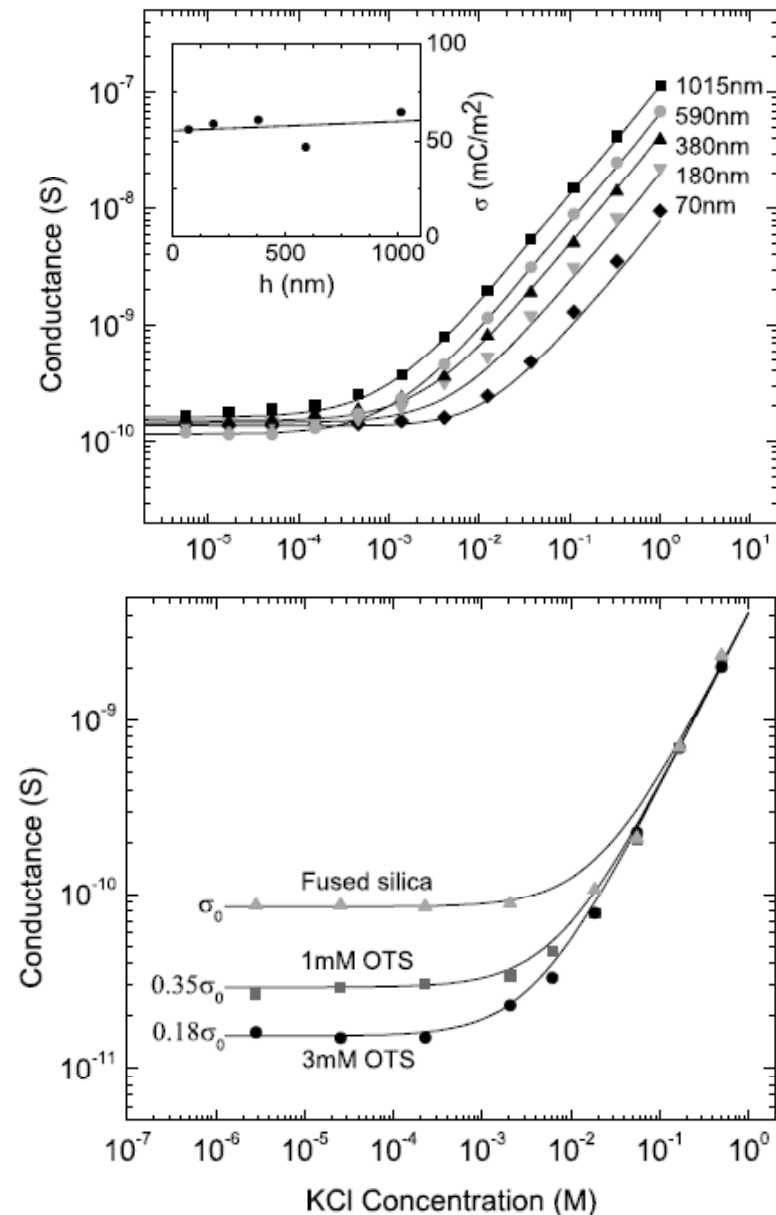 Conductance (S)
10⁻⁷
10⁻⁸
10⁻⁹
10⁻¹⁰
100
50
0
σ (mC/m²)
0 500 1000
h (nm)
1015nm
590nm
380nm
180nm
70nm
10⁻⁵ 10⁻⁴ 10⁻³ 10⁻² 10⁻¹ 10⁰ 10¹
Conductance (S)
10⁻⁹
10⁻¹⁰
10⁻¹¹
Fused silica
σ₀
1mM OTS
0.35σ₀
0.18σ₀
3mM OTS
10⁻⁷ 10⁻⁶ 10⁻⁵ 10⁻⁴ 10⁻³ 10⁻² 10⁻¹ 10⁰
KCl Concentration (M)